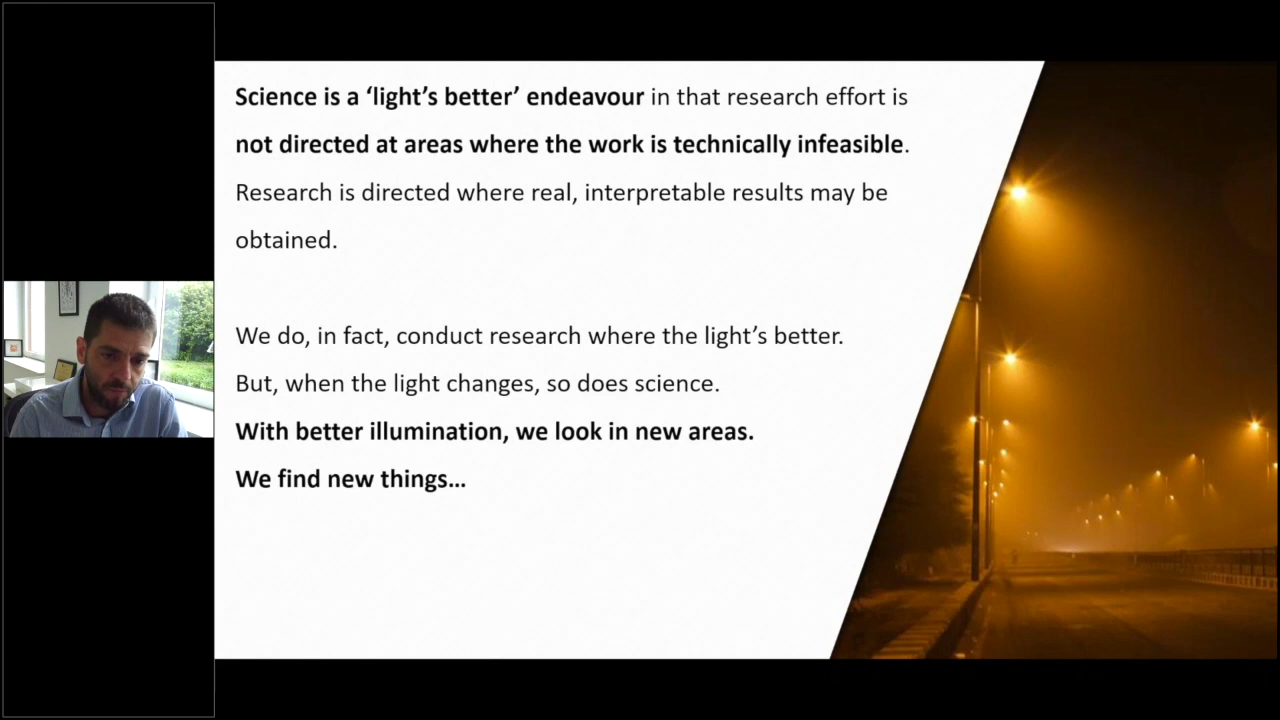 Science is a ‘light’s better’ endeavour in that research effort is
not directed at areas where the work is technically infeasible.
Research is directed where real, interpretable results may be
obtained.
We do, in fact, conduct research where the light’s better.
But, when the light changes, so does science.
With better illumination, we look in new areas.
We find new things...